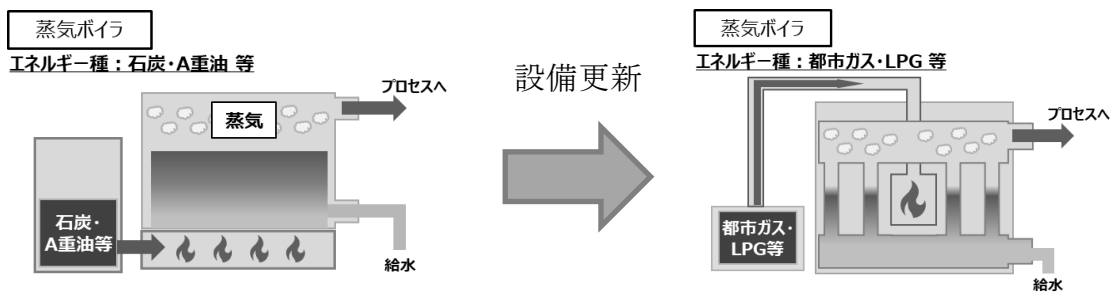 蒸気ボイラ
エネルギー種：石炭・A重油 等
プロセスへ
蒸気
石炭・
A重油等
給水
設備更新
蒸気ボイラ
エネルギー種：都市ガス・LPG 等
プロセスへ
都市ガス・
LPG等
給水